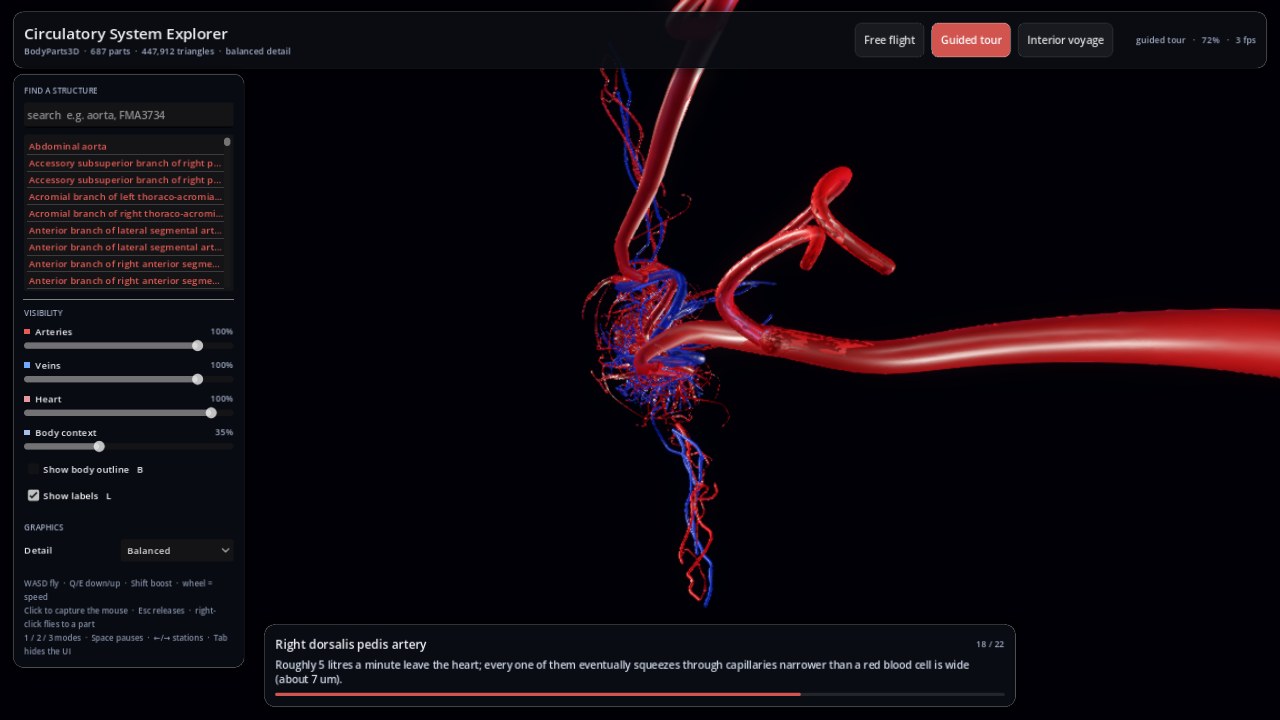 Circulatory System Explorer
BodyParts3D · 687 parts · 447,912 triangles · balanced detail
Free flight
Guided tour
Interior voyage
guided tour · 72% · 3 fps
FIND A STRUCTURE
search e.g. aorta, FMA3734
Abdominal aorta
Accessory subsuperior branch of right p...
Accessory subsuperior branch of right p...
Acromial branch of left thoraco-acromia...
Acromial branch of right thoraco-acromi...
Anterior branch of lateral segmental art...
Anterior branch of lateral segmental art...
Anterior branch of right anterior segme...
Anterior branch of right anterior segme...
VISIBILITY
Arteries 100%
Veins 100%
Heart 100%
Body context 35%
Show body outline B
Show labels L
GRAPHICS
Detail Balanced
WASD fly · Q/E down/up · Shift boost · wheel =
speed
Click to capture the mouse · Esc releases · right-
click flies to a part
1 / 2 / 3 modes · Space pauses · ←/→ stations · Tab
hides the UI
Right dorsalis pedis artery 18 / 22
Roughly 5 litres a minute leave the heart; every one of them eventually squeezes through capillaries narrower than a red blood cell is wide
(about 7 um).